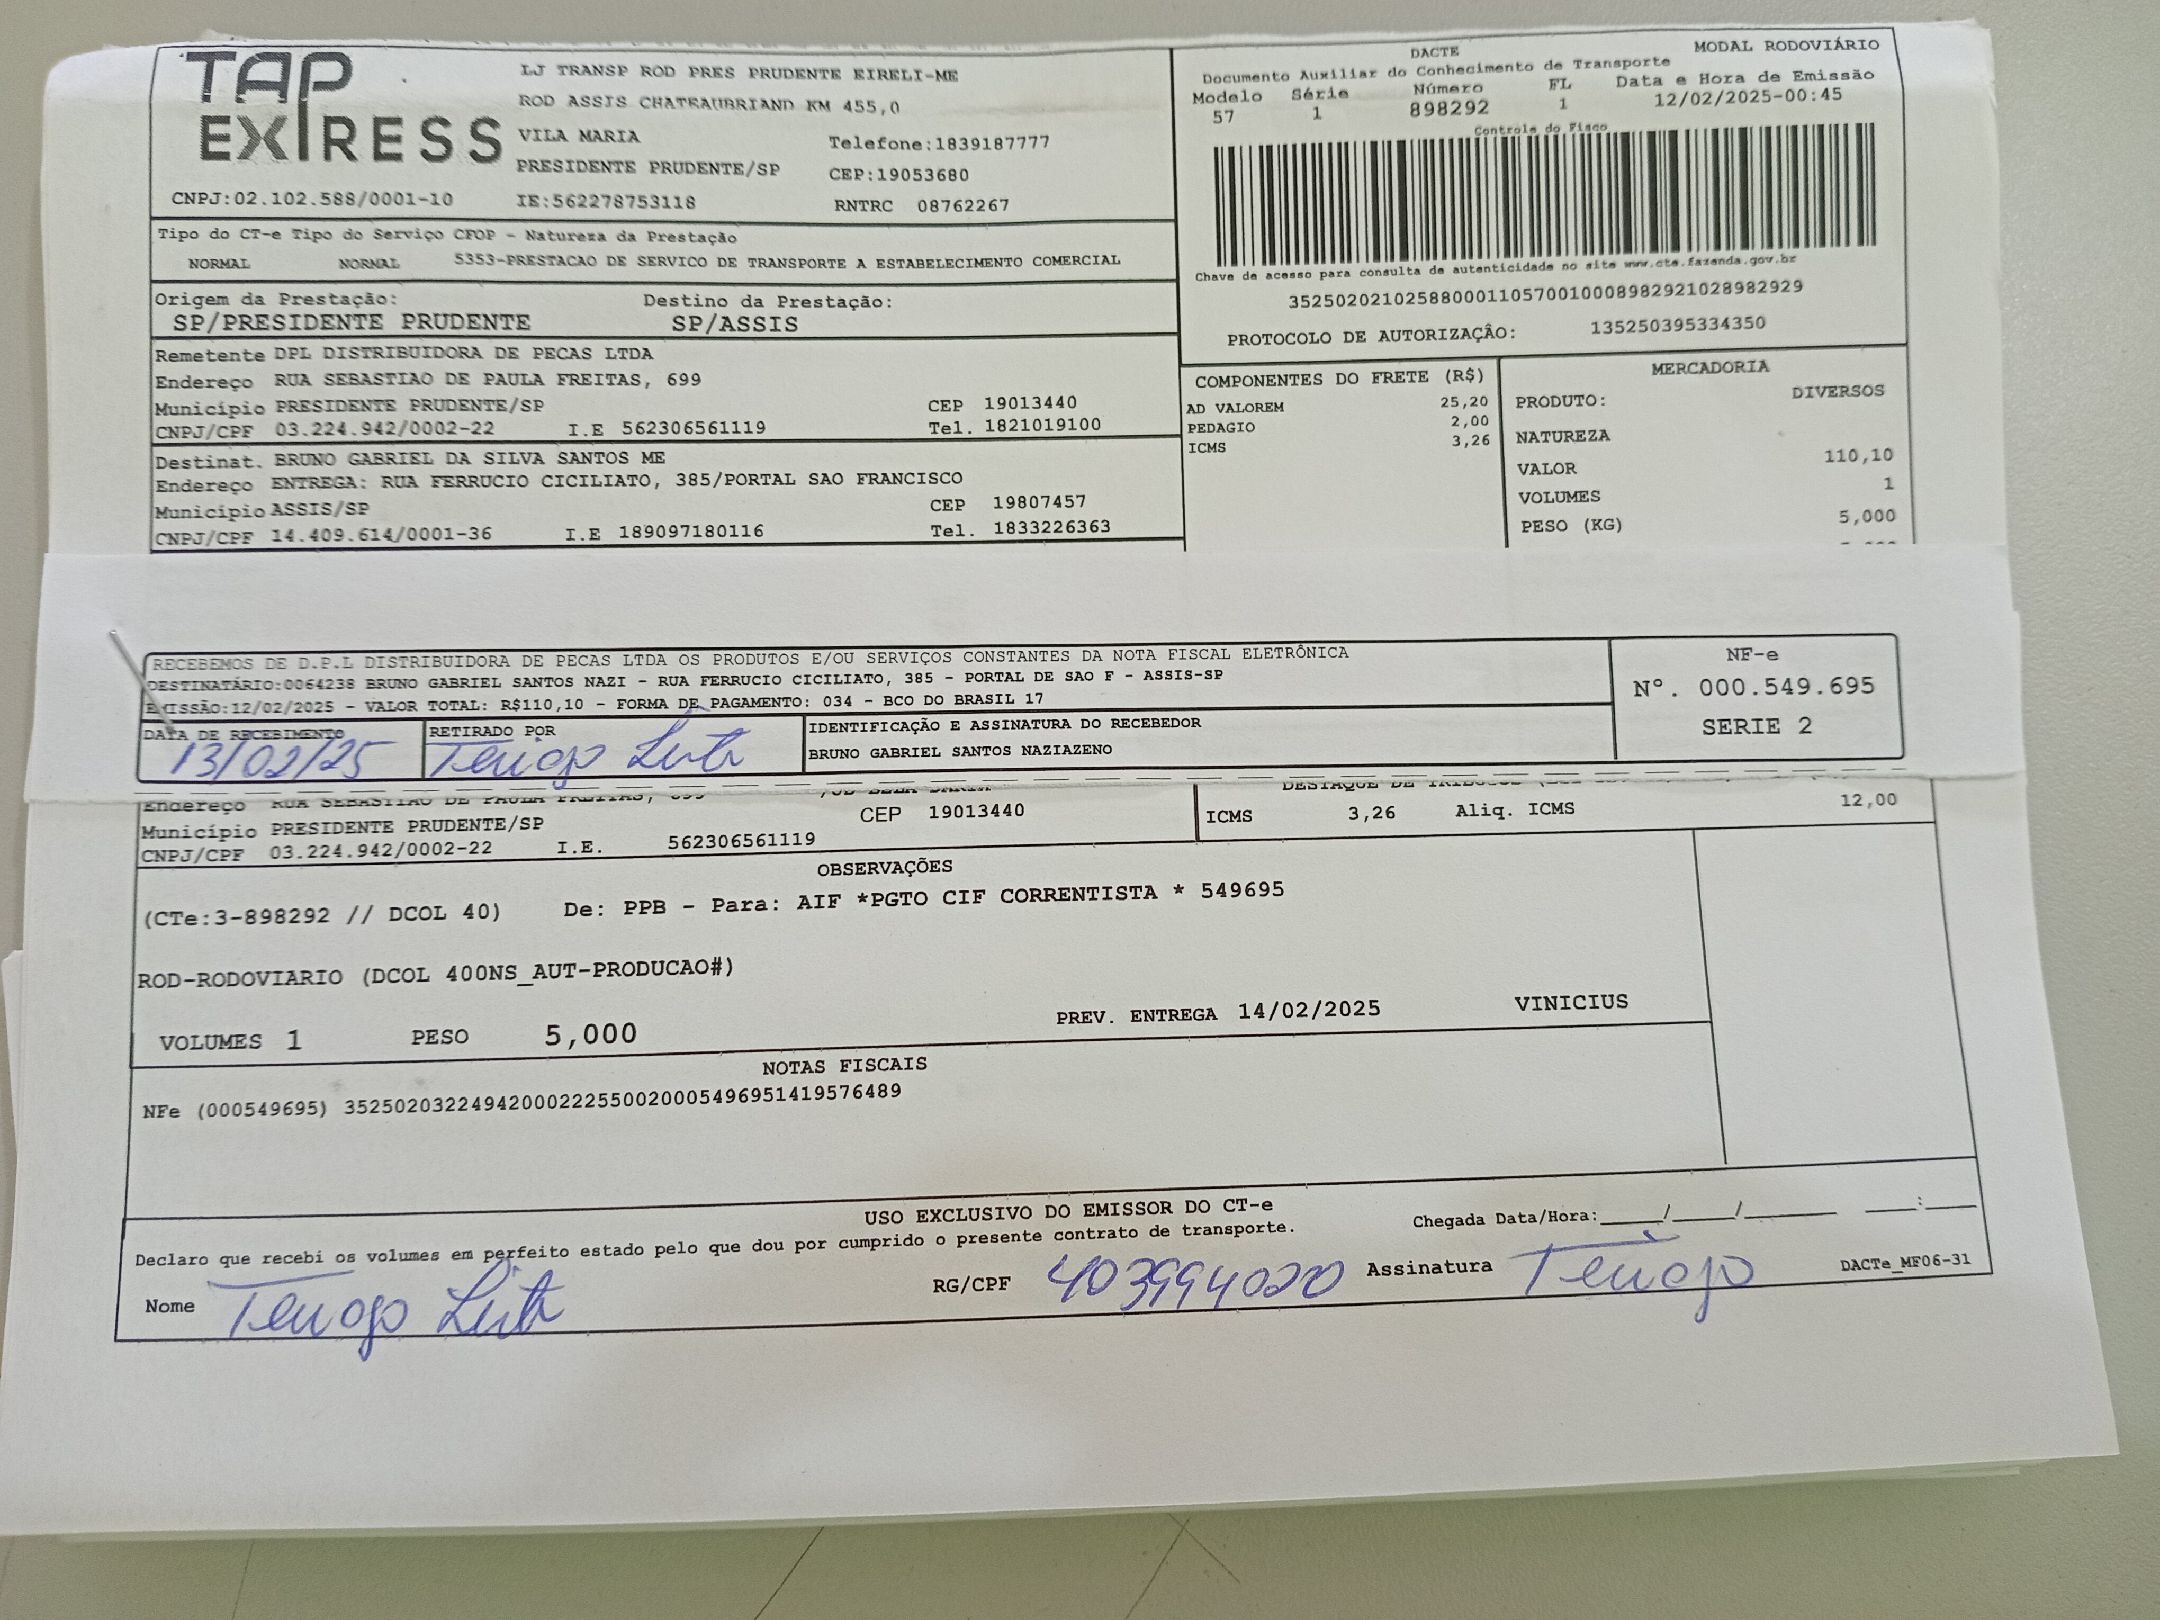 TAP EXPRESS
LJ TRANSP ROD PRES PRUDENTE EIRELI-ME
ROD ASSIS CHATEAUBRIAND KM 455,0
VILA MARIA Telefone:1839187777
PRESIDENTE PRUDENTE/SP CEP:19053680
CNPJ:02.102.588/0001-10 IE:562278753118 RNTRC 08762267
DACTE MODAL RODOVIÁRIO
Documento Auxiliar do Conhecimento de Transporte
Modelo Série Número FL Data e Hora de Emissão
57 1 898292 1 12/02/2025-00:45
Controle do Fisco
Chave de acesso para consulta de autenticidade no site www.cte.fazenda.gov.br
35250202102588000110570010008982921028982929
PROTOCOLO DE AUTORIZAÇÂO: 135250395334350
Tipo do CT-e Tipo do Serviço CFOP - Natureza da Prestação
NORMAL NORMAL 5353-PRESTACAO DE SERVICO DE TRANSPORTE A ESTABELECIMENTO COMERCIAL
Origem da Prestação: Destino da Prestação:
SP/PRESIDENTE PRUDENTE SP/ASSIS
Remetente DPL DISTRIBUIDORA DE PECAS LTDA
Endereço RUA SEBASTIAO DE PAULA FREITAS, 699
Município PRESIDENTE PRUDENTE/SP CEP 19013440
CNPJ/CPF 03.224.942/0002-22 I.E 562306561119 Tel. 1821019100
Destinat. BRUNO GABRIEL DA SILVA SANTOS ME
Endereço ENTREGA: RUA FERRUCIO CICILIATO, 385/PORTAL SAO FRANCISCO
Município ASSIS/SP CEP 19807457
CNPJ/CPF 14.409.614/0001-36 I.E 189097180116 Tel. 1833226363
COMPONENTES DO FRETE (R$)
AD VALOREM 25,20
PEDAGIO 2,00
ICMS 3,26
MERCADORIA
PRODUTO: DIVERSOS
NATUREZA
VALOR 110,10
VOLUMES 1
PESO (KG) 5,000
RECEBEMOS DE D.P.L DISTRIBUIDORA DE PECAS LTDA OS PRODUTOS E/OU SERVIÇOS CONSTANTES DA NOTA FISCAL ELETRÔNICA
DESTINATÁRIO:0064238 BRUNO GABRIEL SANTOS NAZI - RUA FERRUCIO CICILIATO, 385 - PORTAL DE SAO F - ASSIS-SP
EMISSÃO:12/02/2025 - VALOR TOTAL: R$110,10 - FORMA DE PAGAMENTO: 034 - BCO DO BRASIL 17
NF-e
Nº. 000.549.695
SERIE 2
DATA DE RECEBIMENTO RETIRADO POR IDENTIFICAÇÃO E ASSINATURA DO RECEBEDOR
13/02/25 BRUNO GABRIEL SANTOS NAZIAZENO
Endereço RUA SEBASTIAO DE PAULA FREITAS, 699
Município PRESIDENTE PRUDENTE/SP CEP 19013440
CNPJ/CPF 03.224.942/0002-22 I.E. 562306561119
DESTAQUE DE TRIBUTOS
ICMS 3,26 Aliq. ICMS 12,00
OBSERVAÇÕES
(CTe:3-898292 // DCOL 40) De: PPB - Para: AIF *PGTO CIF CORRENTISTA * 549695
ROD-RODOVIARIO (DCOL 400NS_AUT-PRODUCAO#)
VOLUMES 1 PESO 5,000 PREV. ENTREGA 14/02/2025 VINICIUS
NOTAS FISCAIS
NFe (000549695) 35250203224942000222550020005496951419576489
USO EXCLUSIVO DO EMISSOR DO CT-e
Declaro que recebi os volumes em perfeito estado pelo que dou por cumprido o presente contrato de transporte. Chegada Data/Hora:____/____/______ ____:____
Nome RG/CPF 403994020 Assinatura DACTe_MF06-31